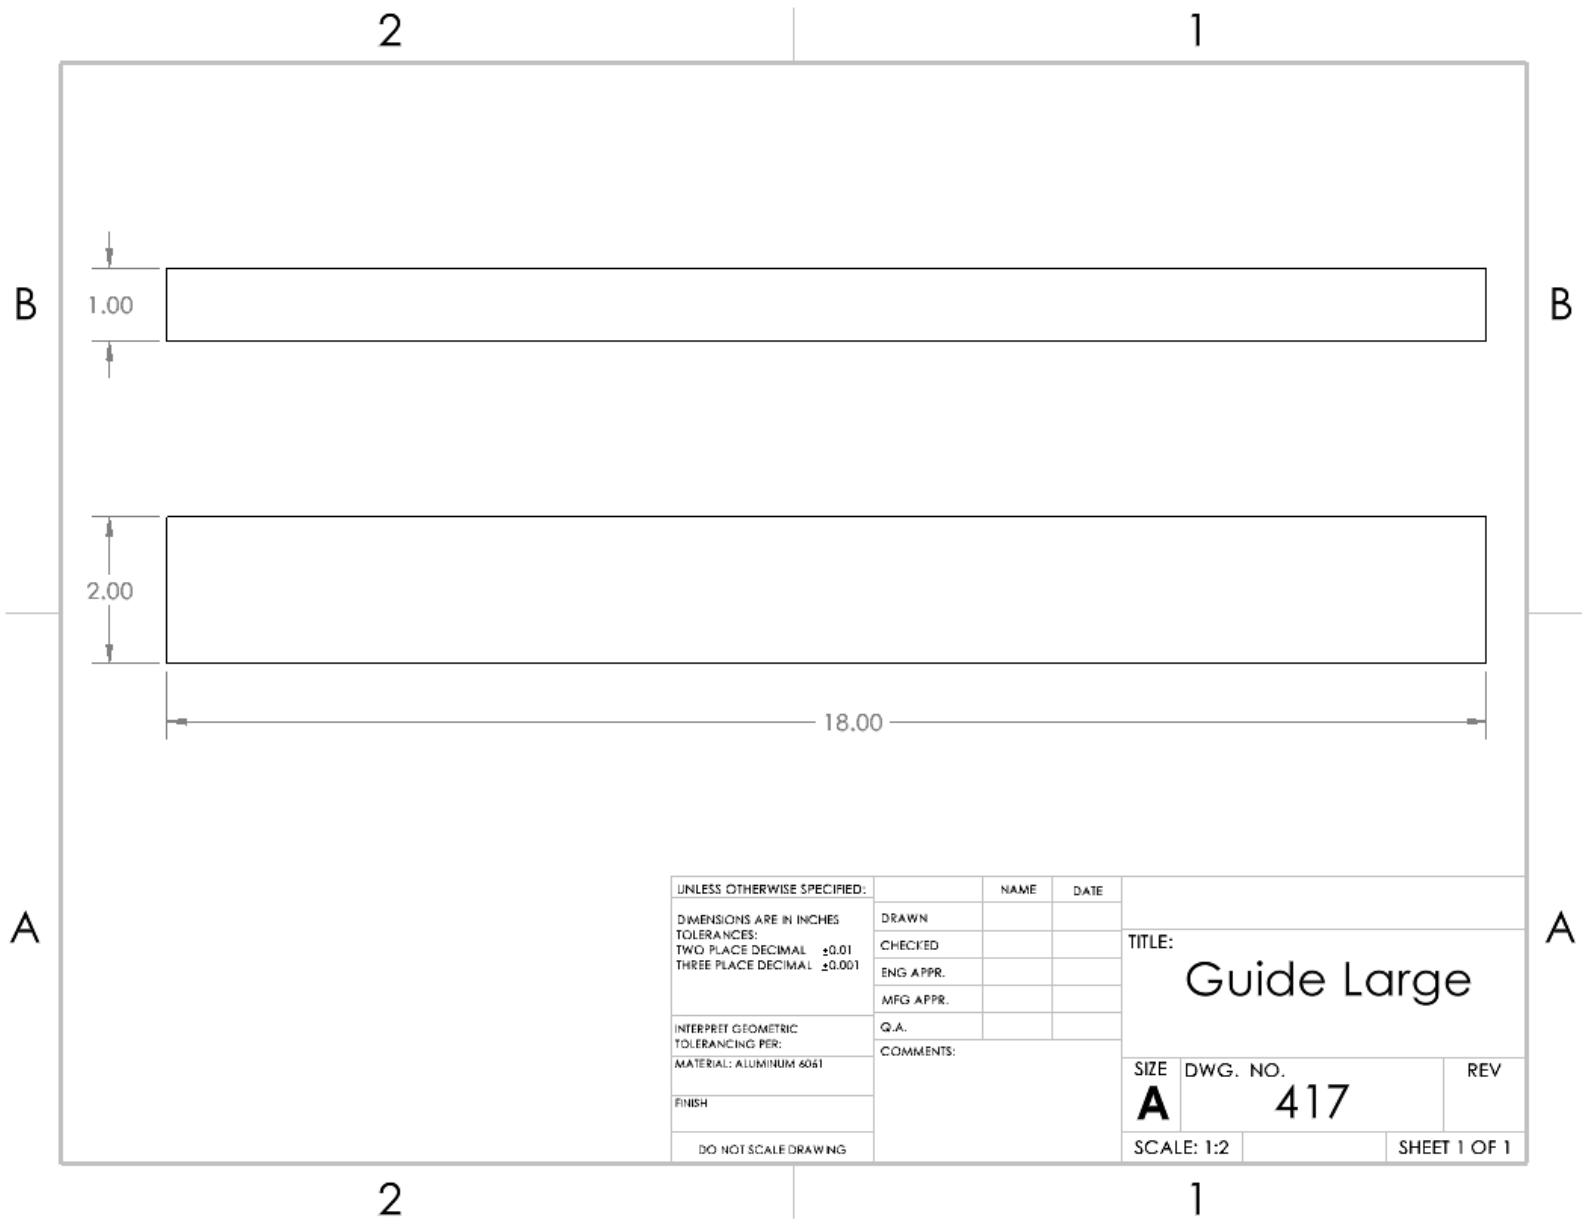 2
1
B
1.00
B
2.00
18.00
A
A
UNLESS OTHERWISE SPECIFIED:
DIMENSIONS ARE IN INCHES
TOLERANCES:
TWO PLACE DECIMAL ±0.01
THREE PLACE DECIMAL ±0.001
INTERPRET GEOMETRIC
TOLERANCING PER:
MATERIAL: ALUMINUM 6061
FINISH
DO NOT SCALE DRAWING
NAME DATE
DRAWN
CHECKED
ENG APPR.
MFG APPR.
Q.A.
COMMENTS:
TITLE:
Guide Large
SIZE DWG. NO. REV
A 417
SCALE: 1:2 SHEET 1 OF 1
2
1